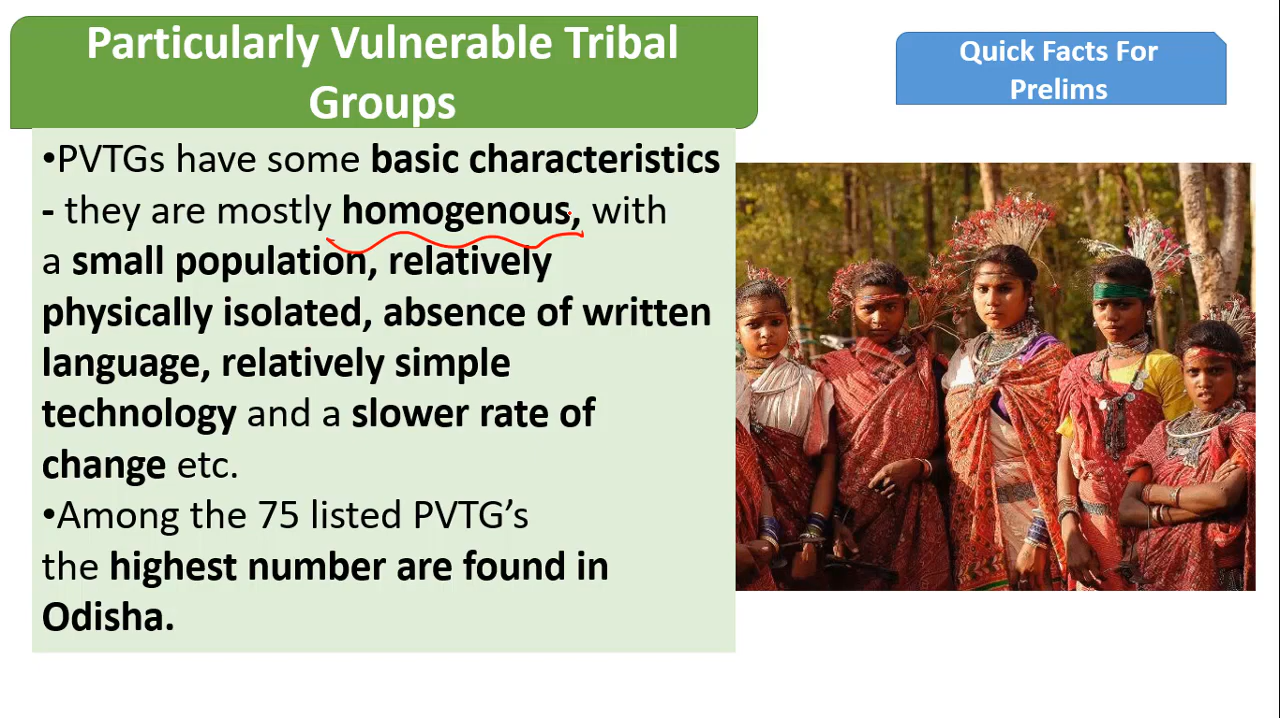 Particularly Vulnerable Tribal
Groups
Quick Facts For
Prelims
•PVTGs have some basic characteristics
- they are mostly homogenous, with
a small population, relatively
physically isolated, absence of written
language, relatively simple
technology and a slower rate of
change etc.
•Among the 75 listed PVTG’s
the highest number are found in
Odisha.